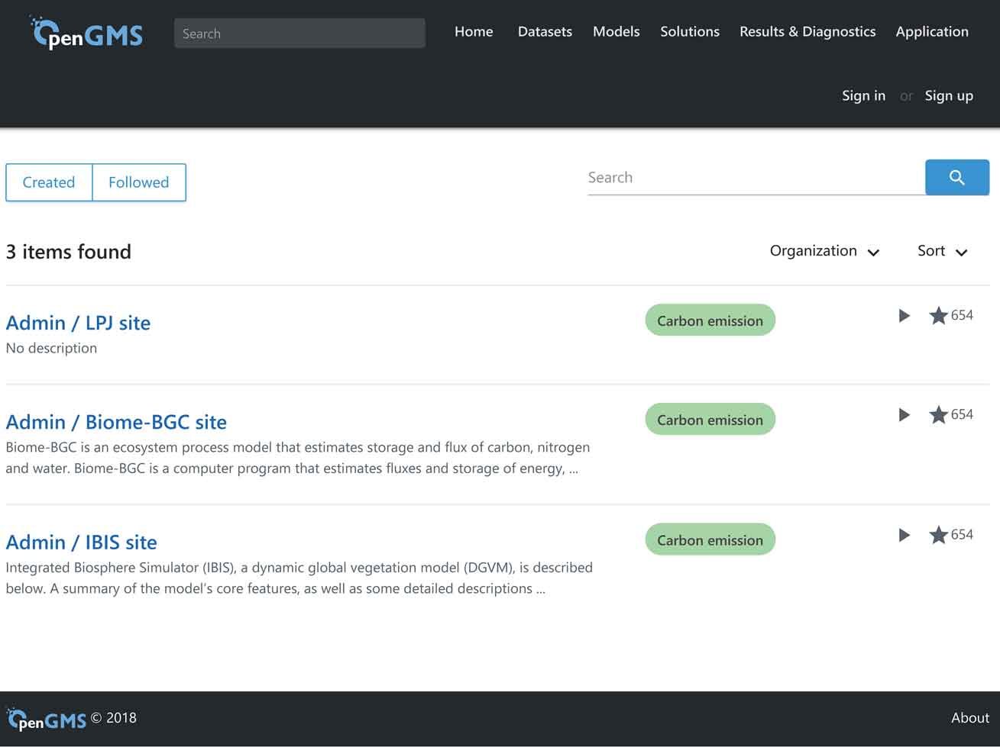 OpenGMS
Search
Home Datasets Models Solutions Results & Diagnostics Application
Sign in or Sign up
Created Followed
Search
3 items found
Organization Sort
Admin / LPJ site
Carbon emission
654
No description
Admin / Biome-BGC site
Carbon emission
654
Biome-BGC is an ecosystem process model that estimates storage and flux of carbon, nitrogen
and water. Biome-BGC is a computer program that estimates fluxes and storage of energy, ...
Admin / IBIS site
Carbon emission
654
Integrated Biosphere Simulator (IBIS), a dynamic global vegetation model (DGVM), is described
below. A summary of the model's core features, as well as some detailed descriptions ...
OpenGMS © 2018
About